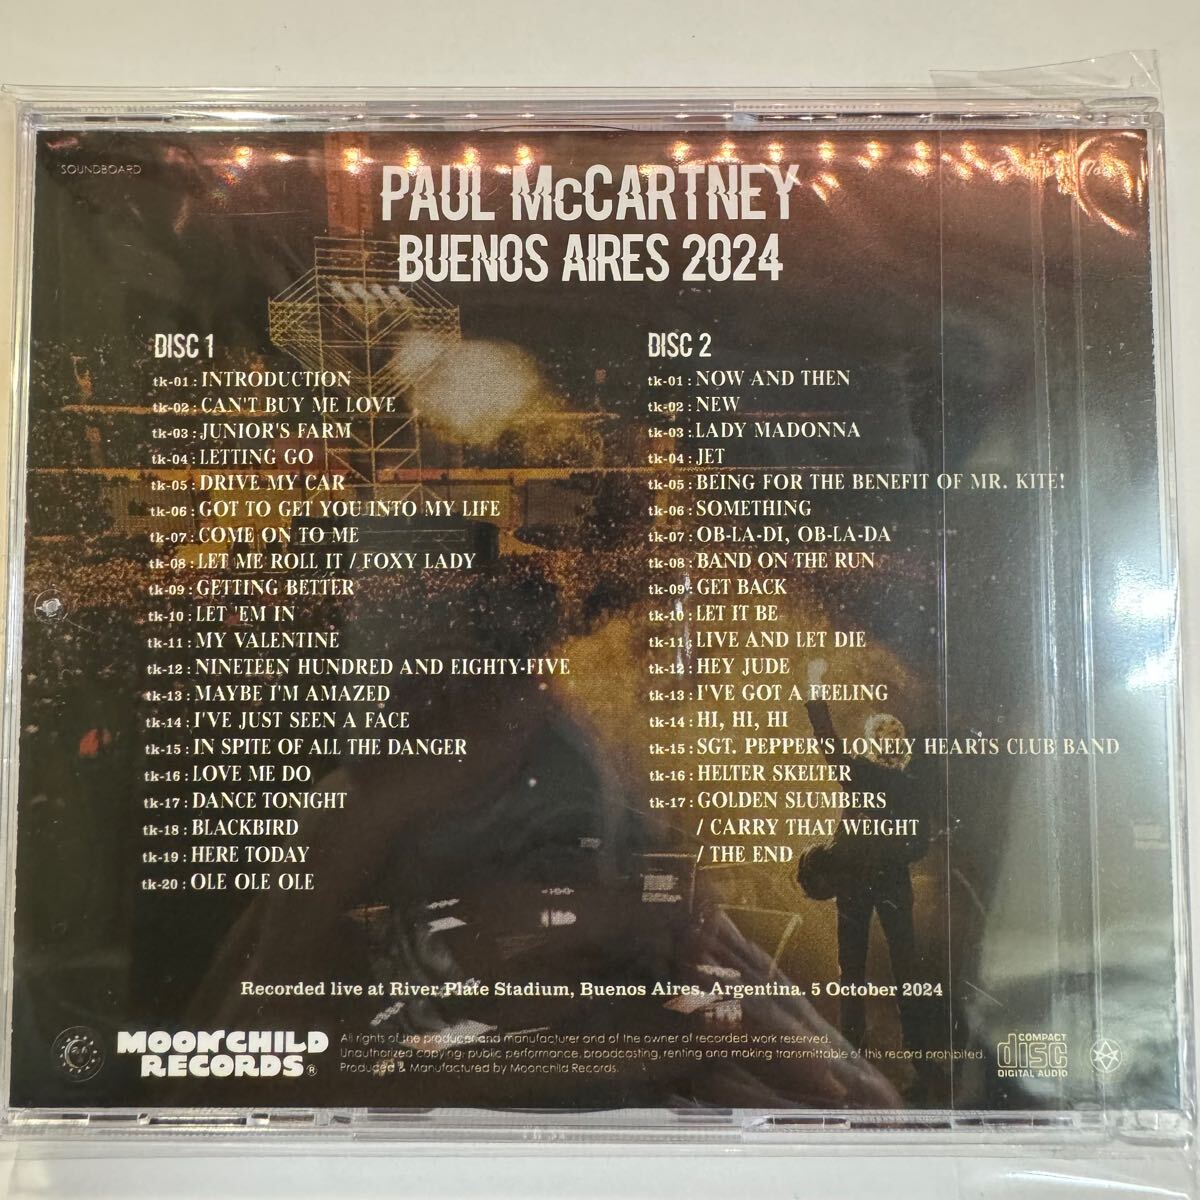 SOUNDBOARD
PAUL McCARTNEY
BUENOS AIRES 2024
DISC 1
tk-01 : INTRODUCTION
tk-02 : CAN'T BUY ME LOVE
tk-03 : JUNIOR'S FARM
tk-04 : LETTING GO
tk-05 : DRIVE MY CAR
tk-06 : GOT TO GET YOU INTO MY LIFE
tk-07 : COME ON TO ME
tk-08 : LET ME ROLL IT / FOXY LADY
tk-09 : GETTING BETTER
tk-10 : LET 'EM IN
tk-11 : MY VALENTINE
tk-12 : NINETEEN HUNDRED AND EIGHTY-FIVE
tk-13 : MAYBE I'M AMAZED
tk-14 : I'VE JUST SEEN A FACE
tk-15 : IN SPITE OF ALL THE DANGER
tk-16 : LOVE ME DO
tk-17 : DANCE TONIGHT
tk-18 : BLACKBIRD
tk-19 : HERE TODAY
tk-20 : OLE OLE OLE
DISC 2
tk-01 : NOW AND THEN
tk-02 : NEW
tk-03 : LADY MADONNA
tk-04 : JET
tk-05 : BEING FOR THE BENEFIT OF MR. KITE!
tk-06 : SOMETHING
tk-07 : OB-LA-DI, OB-LA-DA
tk-08 : BAND ON THE RUN
tk-09 : GET BACK
tk-10 : LET IT BE
tk-11 : LIVE AND LET DIE
tk-12 : HEY JUDE
tk-13 : I'VE GOT A FEELING
tk-14 : HI, HI, HI
tk-15 : SGT. PEPPER'S LONELY HEARTS CLUB BAND
tk-16 : HELTER SKELTER
tk-17 : GOLDEN SLUMBERS
/ CARRY THAT WEIGHT
/ THE END
Recorded live at River Plate Stadium, Buenos Aires, Argentina. 5 October 2024
MOONCHILD
RECORDS®
All rights of the producer and manufacturer and of the owner of recorded work reserved.
Unauthorized copying, public performance, broadcasting, renting and making transmittable of this record prohibited.
Produced & Manufactured by Moonchild Records.
COMPACT
disc
DIGITAL AUDIO